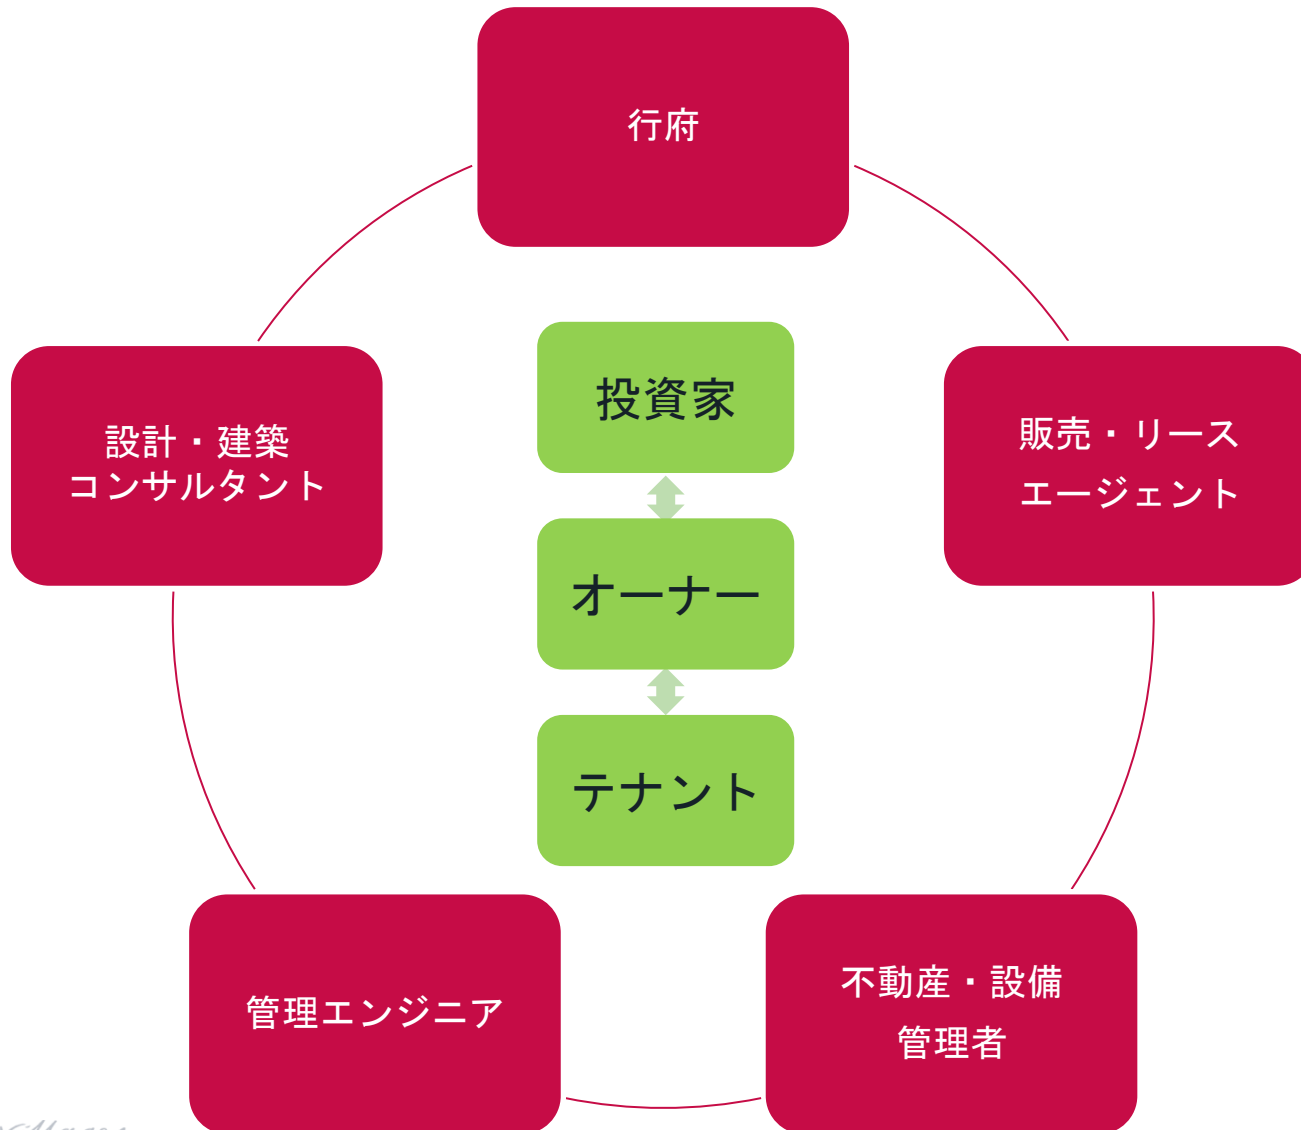 行府
投資家
設計・建築
コンサルタント
販売・リース
エージェント
オーナー
テナント
管理エンジニア
不動産・設備
管理者